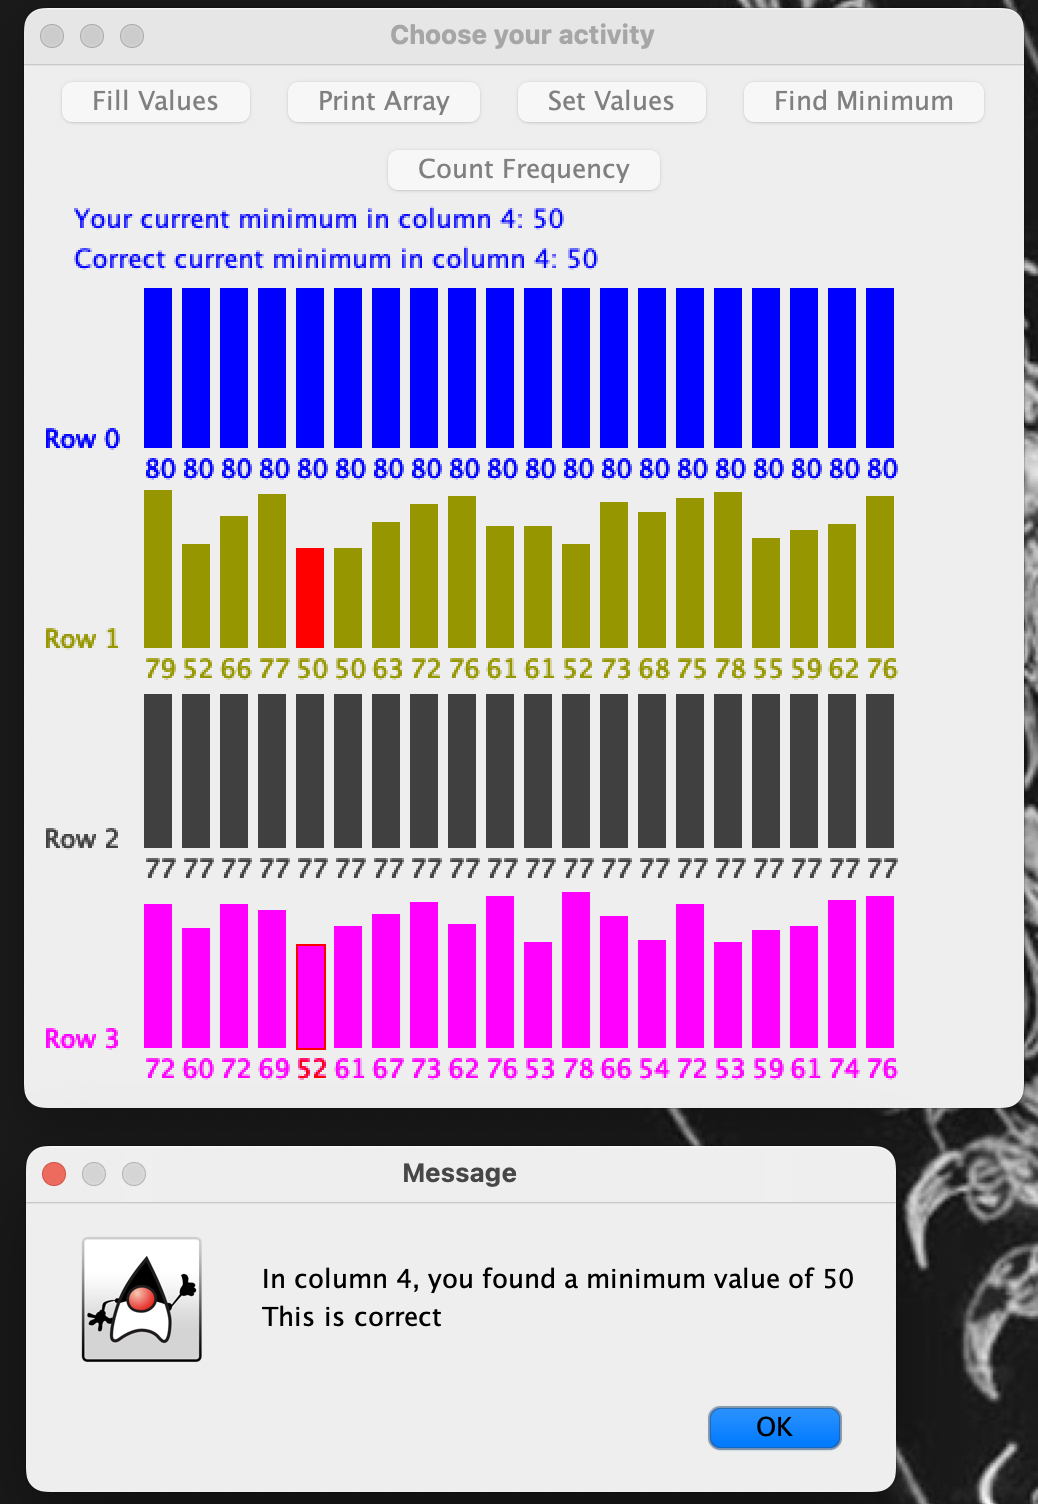 Choose your activity
Fill Values Print Array Set Values Find Minimum
Count Frequency
Your current minimum in column 4: 50
Correct current minimum in column 4: 50
Row 0
80 80 80 80 80 80 80 80 80 80 80 80 80 80 80 80 80 80 80 80
Row 1
79 52 66 77 50 50 63 72 76 61 61 52 73 68 75 78 55 59 62 76
Row 2
77 77 77 77 77 77 77 77 77 77 77 77 77 77 77 77 77 77 77 77
Row 3
72 60 72 69 52 61 67 73 62 76 53 78 66 54 72 53 59 61 74 76
Message
In column 4, you found a minimum value of 50
This is correct
OK